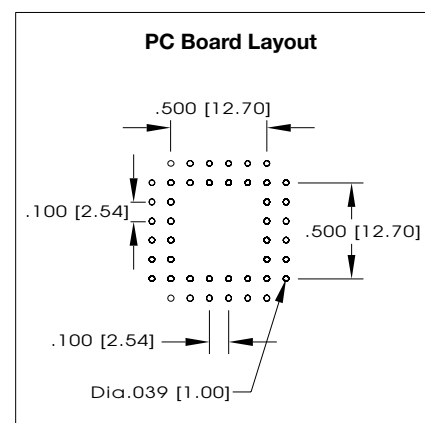 PC Board Layout
.500 [12.70]
.100 [2.54]
.500 [12.70]
.100 [2.54]
Dia.039 [1.00]